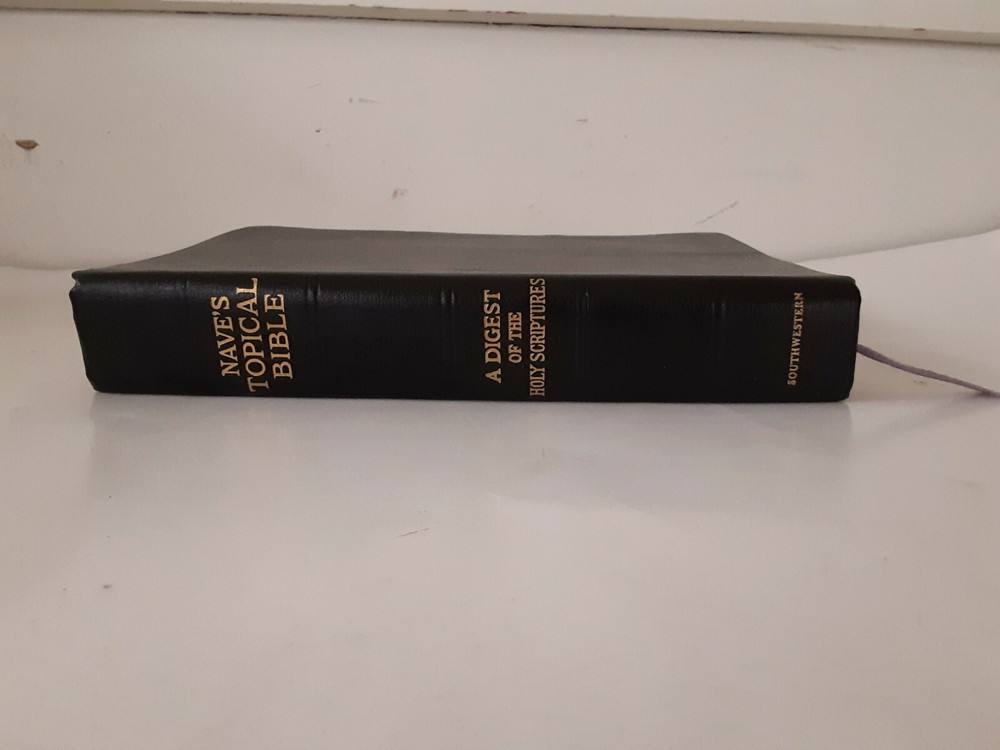 NAVE'S
TOPICAL
BIBLE
A DIGEST
OF THE
HOLY SCRIPTURES
SOUTHWESTERN